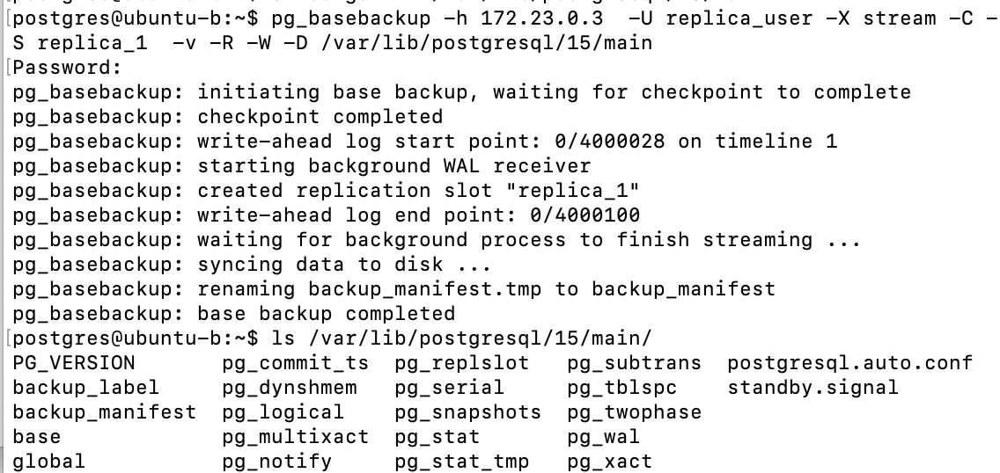 [postgres@ubuntu-b:~$ pg_basebackup -h 172.23.0.3  -U replica_user -X stream -C -
S replica_1  -v -R -W -D /var/lib/postgresql/15/main
[Password:
pg_basebackup: initiating base backup, waiting for checkpoint to complete
pg_basebackup: checkpoint completed
pg_basebackup: write-ahead log start point: 0/4000028 on timeline 1
pg_basebackup: starting background WAL receiver
pg_basebackup: created replication slot "replica_1"
pg_basebackup: write-ahead log end point: 0/4000100
pg_basebackup: waiting for background process to finish streaming ...
pg_basebackup: syncing data to disk ...
pg_basebackup: renaming backup_manifest.tmp to backup_manifest
pg_basebackup: base backup completed
[postgres@ubuntu-b:~$ ls /var/lib/postgresql/15/main/
PG_VERSION       pg_commit_ts  pg_replslot   pg_subtrans  postgresql.auto.conf
backup_label     pg_dynshmem   pg_serial     pg_tblspc    standby.signal
backup_manifest  pg_logical    pg_snapshots  pg_twophase
base             pg_multixact  pg_stat       pg_wal
global           pg_notify     pg_stat_tmp   pg_xact